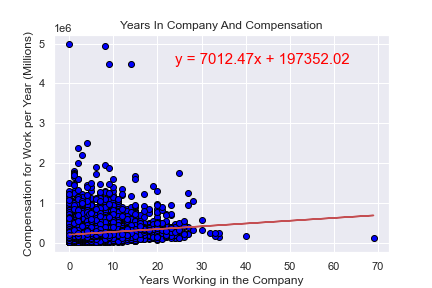 Years In Company And Compensation
1e6
y = 7012.47x + 197352.02
Compensation for Work per Year (Millions)
5
4
3
2
1
0
0 10 20 30 40 50 60 70
Years Working in the Company